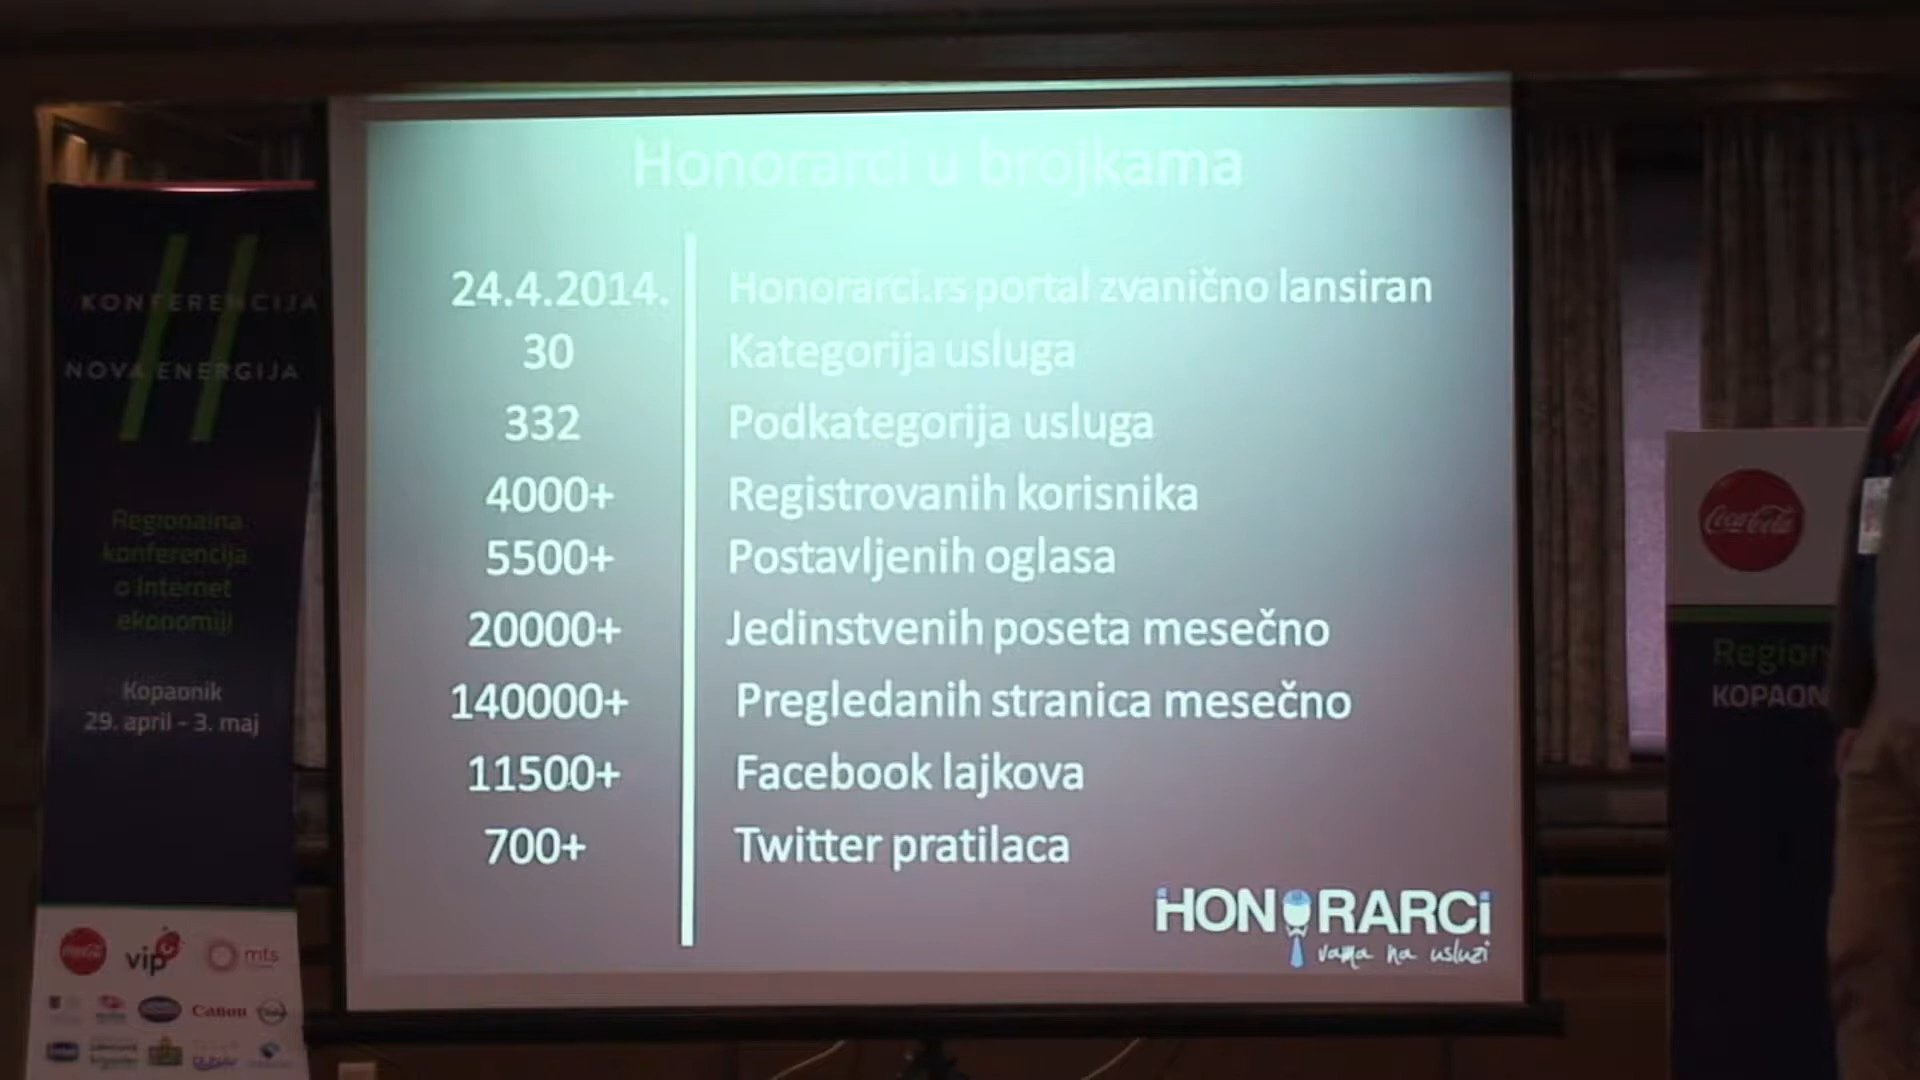 Honorarci u brojkama
24.4.2014. Honorarci.rs portal zvanično lansiran
30 Kategorija usluga
332 Podkategorija usluga
4000+ Registrovanih korisnika
5500+ Postavljenih oglasa
20000+ Jedinstvenih poseta mesečno
140000+ Pregledanih stranica mesečno
11500+ Facebook lajkova
700+ Twitter pratilaca
HONORARCi
vama na usluzi
KONFERENCIJA
NOVA ENERGIJA
Regionalna
konferencija
o Internet
ekonomiji
Kopaonik
29. april - 3. maj
Coca-Cola
vip
mts
Canon
Coca-Cola
Region
KOPAON